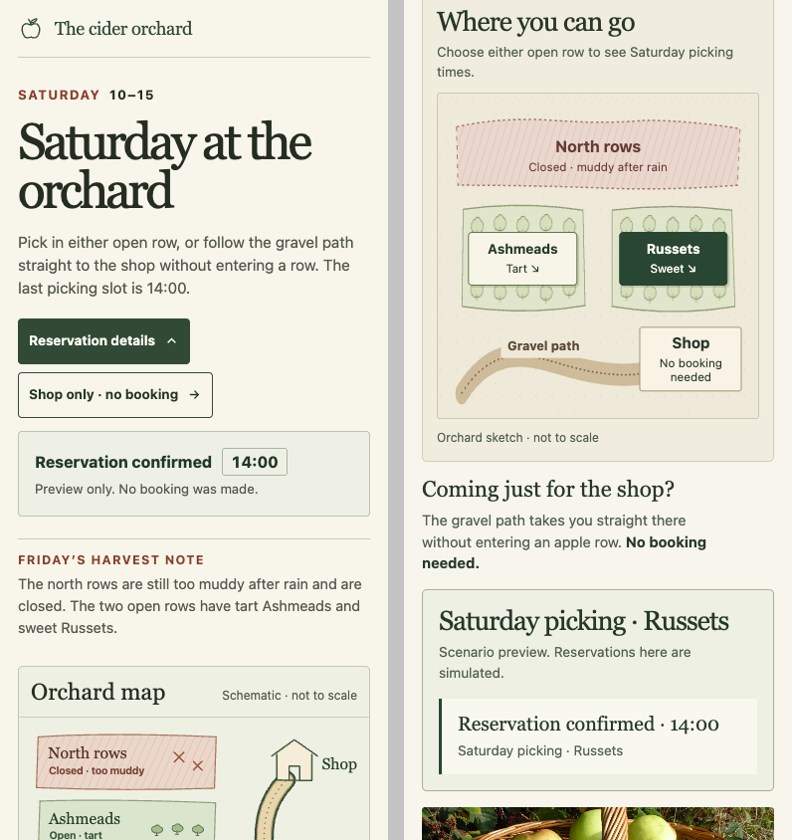 The cider orchard
SATURDAY 10–15
Saturday at the
orchard
Pick in either open row, or follow the gravel path
straight to the shop without entering a row. The
last picking slot is 14:00.
Reservation details
Shop only · no booking →
Reservation confirmed 14:00
Preview only. No booking was made.
FRIDAY’S HARVEST NOTE
The north rows are still too muddy after rain and are
closed. The two open rows have tart Ashmeads and
sweet Russets.
Orchard map
Schematic · not to scale
North rows
Closed · too muddy
Shop
Ashmeads
Open · tart
Where you can go
Choose either open row to see Saturday picking
times.
North rows
Closed · muddy after rain
Ashmeads
Tart ↘
Russets
Sweet ↘
Gravel path
Shop
No booking
needed
Orchard sketch · not to scale
Coming just for the shop?
The gravel path takes you straight there
without entering an apple row. No booking
needed.
Saturday picking · Russets
Scenario preview. Reservations here are
simulated.
Reservation confirmed · 14:00
Saturday picking · Russets